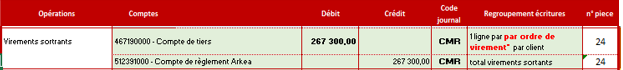 Opérations Comptes Débit Crédit Code journal Regroupement écritures n° piece
Virements sortrants 467190000 - Compte de tiers 267 300,00 CMR 1 ligne par par ordre de virement" par client 24
512391000 - Compte de règlement Arkea 267 300,00 CMR total virements sortants 24